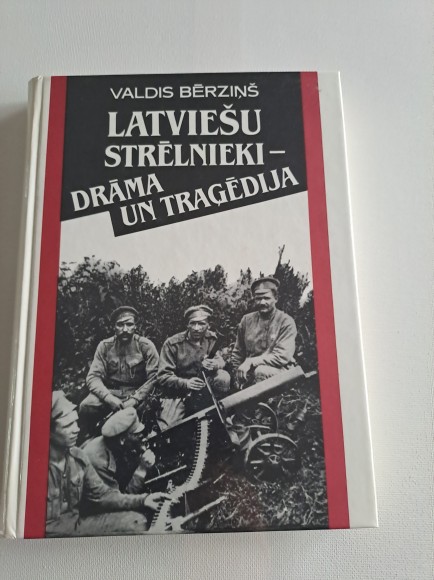 VALDIS BĒRZIŅŠ
LATVIEŠU
STRĒLNIEKI –
DRĀMA
UN TRAĢĒDIJA